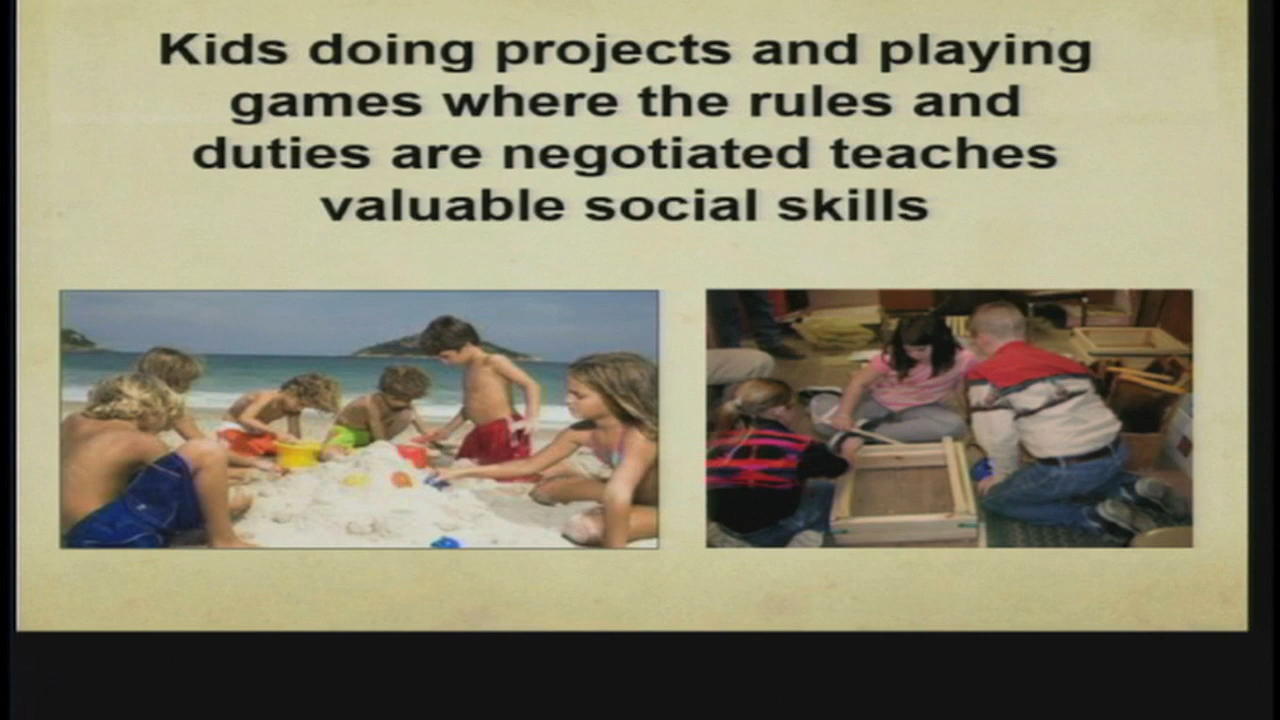 Kids doing projects and playing
games where the rules and
duties are negotiated teaches
valuable social skills